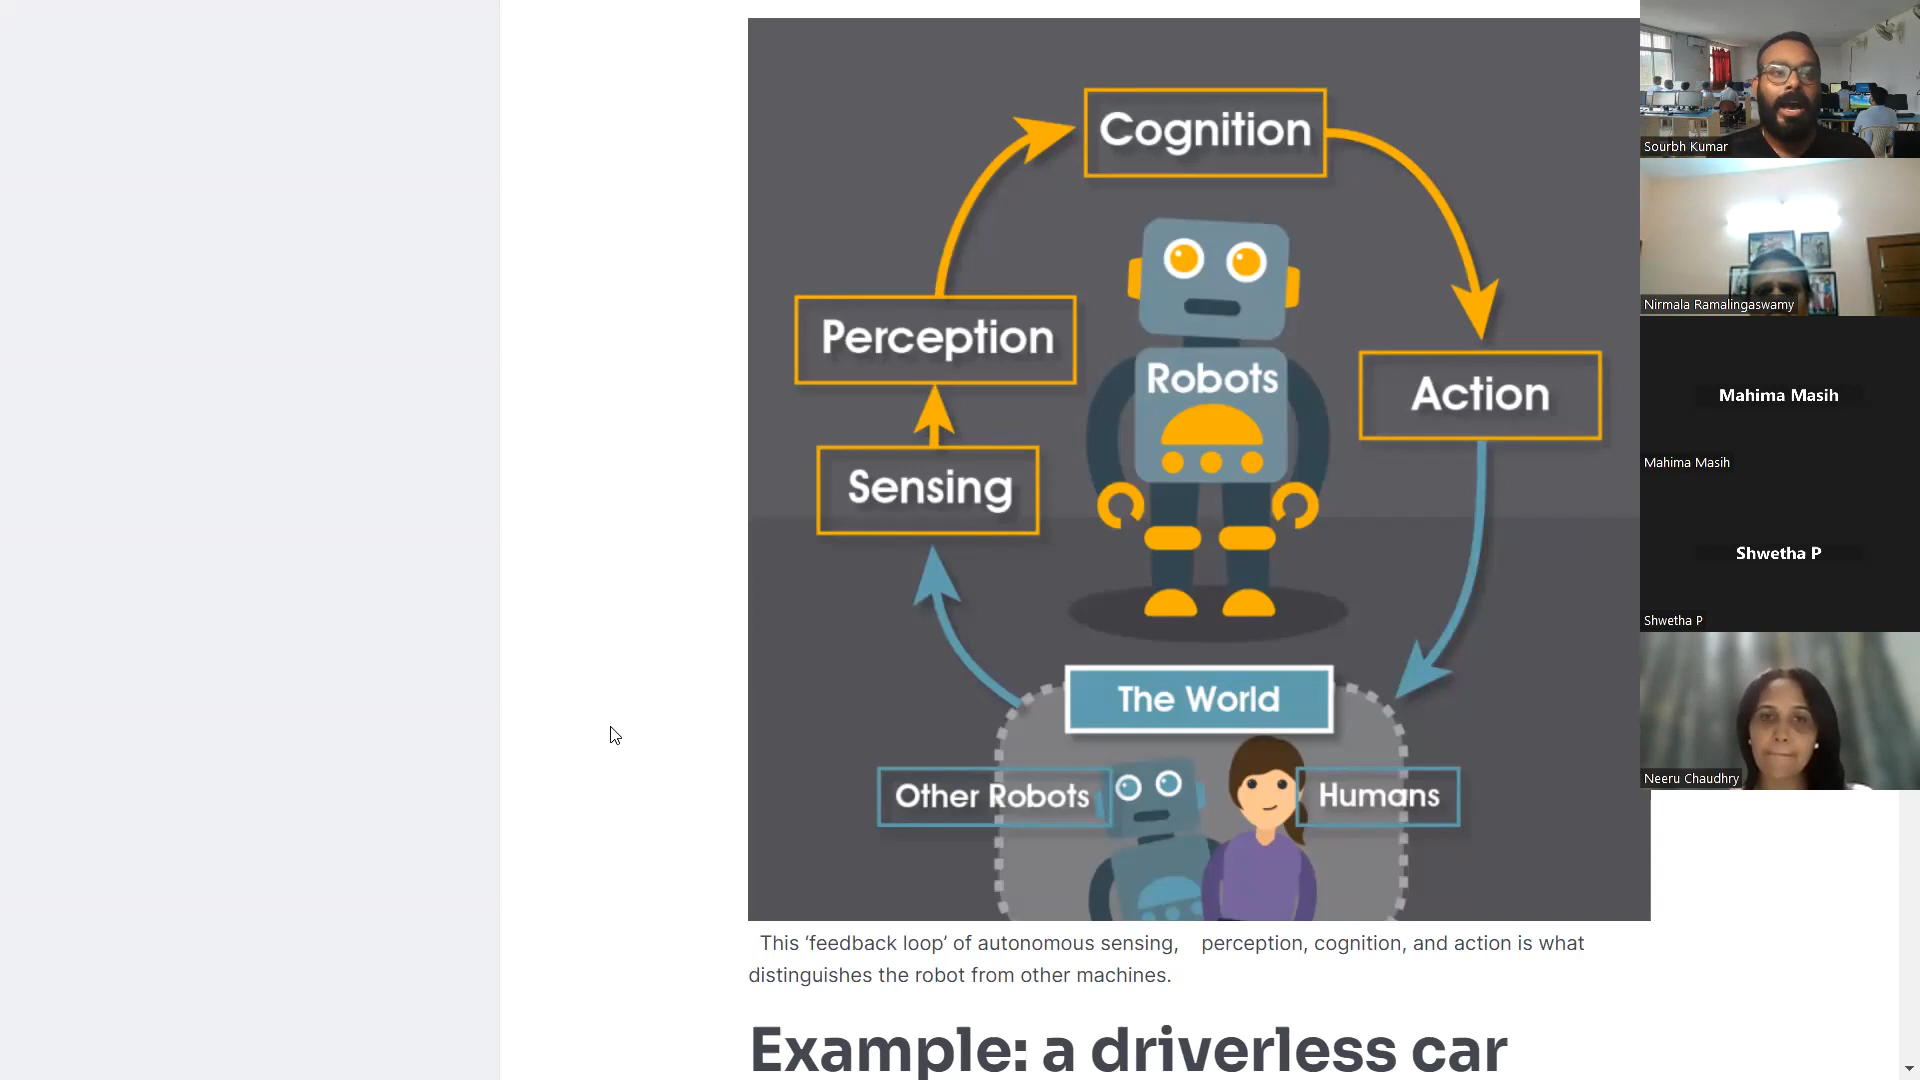 Cognition
Perception
Robots
Action
Sensing
The World
Other Robots
Humans
This ‘feedback loop’ of autonomous sensing, perception, cognition, and action is what
distinguishes the robot from other machines.
Example: a driverless car
Sourbh Kumar
Nirmala Ramalingaswamy
Mahima Masih
Mahima Masih
Shwetha P
Shwetha P
Neeru Chaudhry